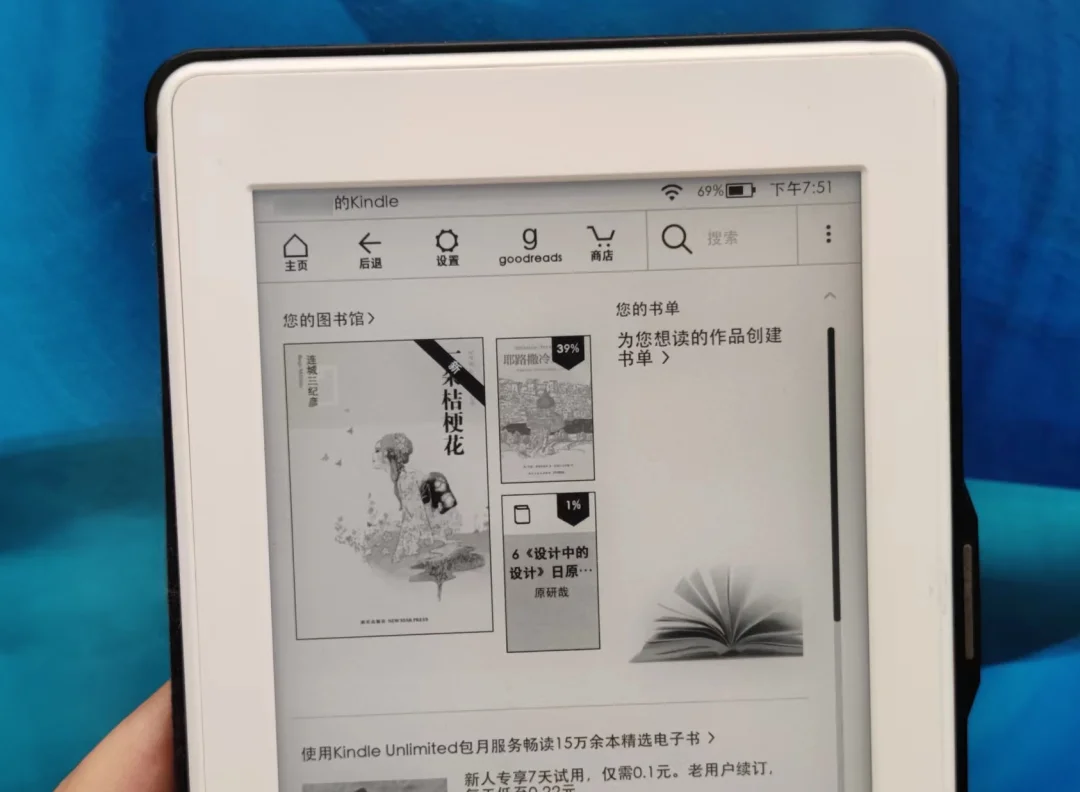 的Kindle
69%
下午7:51
主页
后退
设置
goodreads
商店
搜索
您的图书馆
您的书单
为您想读的作品创建
书单
连城三纪彦
桔梗花
新
39%
耶路撒冷
1%
6《设计中的
设计》日原…
原研哉
NEW STAR PRESS
使用Kindle Unlimited包月服务畅读15万余本精选电子书
新人专享7天试用，仅需0.1元。老用户续订，